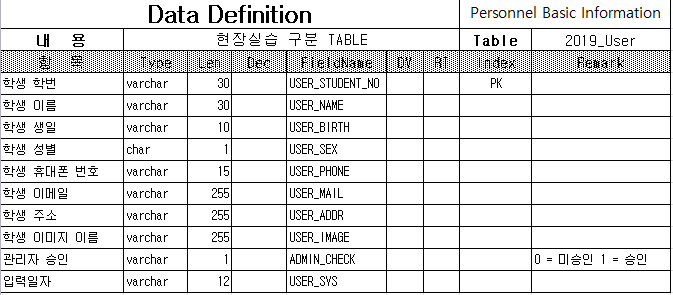 Data Definition Personnel Basic Information
내 용 현장실습 구분 TABLE Table 2019_User
항 목 Type Len Dec FieldName DV RT Index Remark
학생 학번 varchar 30 USER_STUDENT_NO PK
학생 이름 varchar 30 USER_NAME
학생 생일 varchar 10 USER_BIRTH
학생 성별 char 1 USER_SEX
학생 휴대폰 번호 varchar 15 USER_PHONE
학생 이메일 varchar 255 USER_MAIL
학생 주소 varchar 255 USER_ADDR
학생 이미지 이름 varchar 255 USER_IMAGE
관리자 승인 varchar 1 ADMIN_CHECK 0 = 미승인 1 = 승인
입력일자 varchar 12 USER_SYS